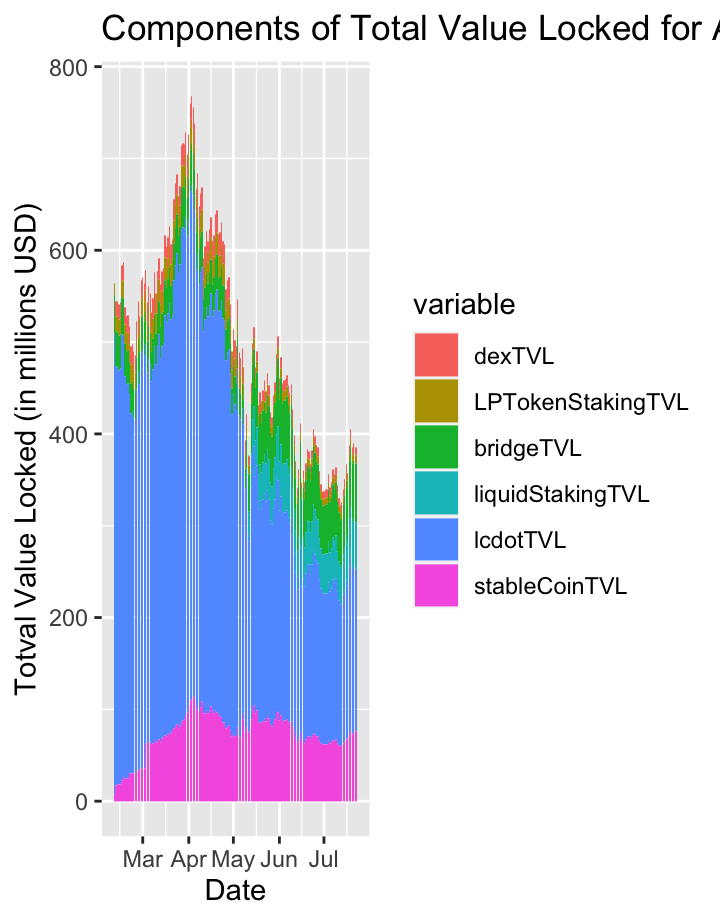 Components of Total Value Locked for A
800
600
400
200
0
Totval Value Locked (in millions USD)
Mar Apr May Jun Jul
Date
variable
dexTVL
LPTokenStakingTVL
bridgeTVL
liquidStakingTVL
lcdotTVL
stableCoinTVL